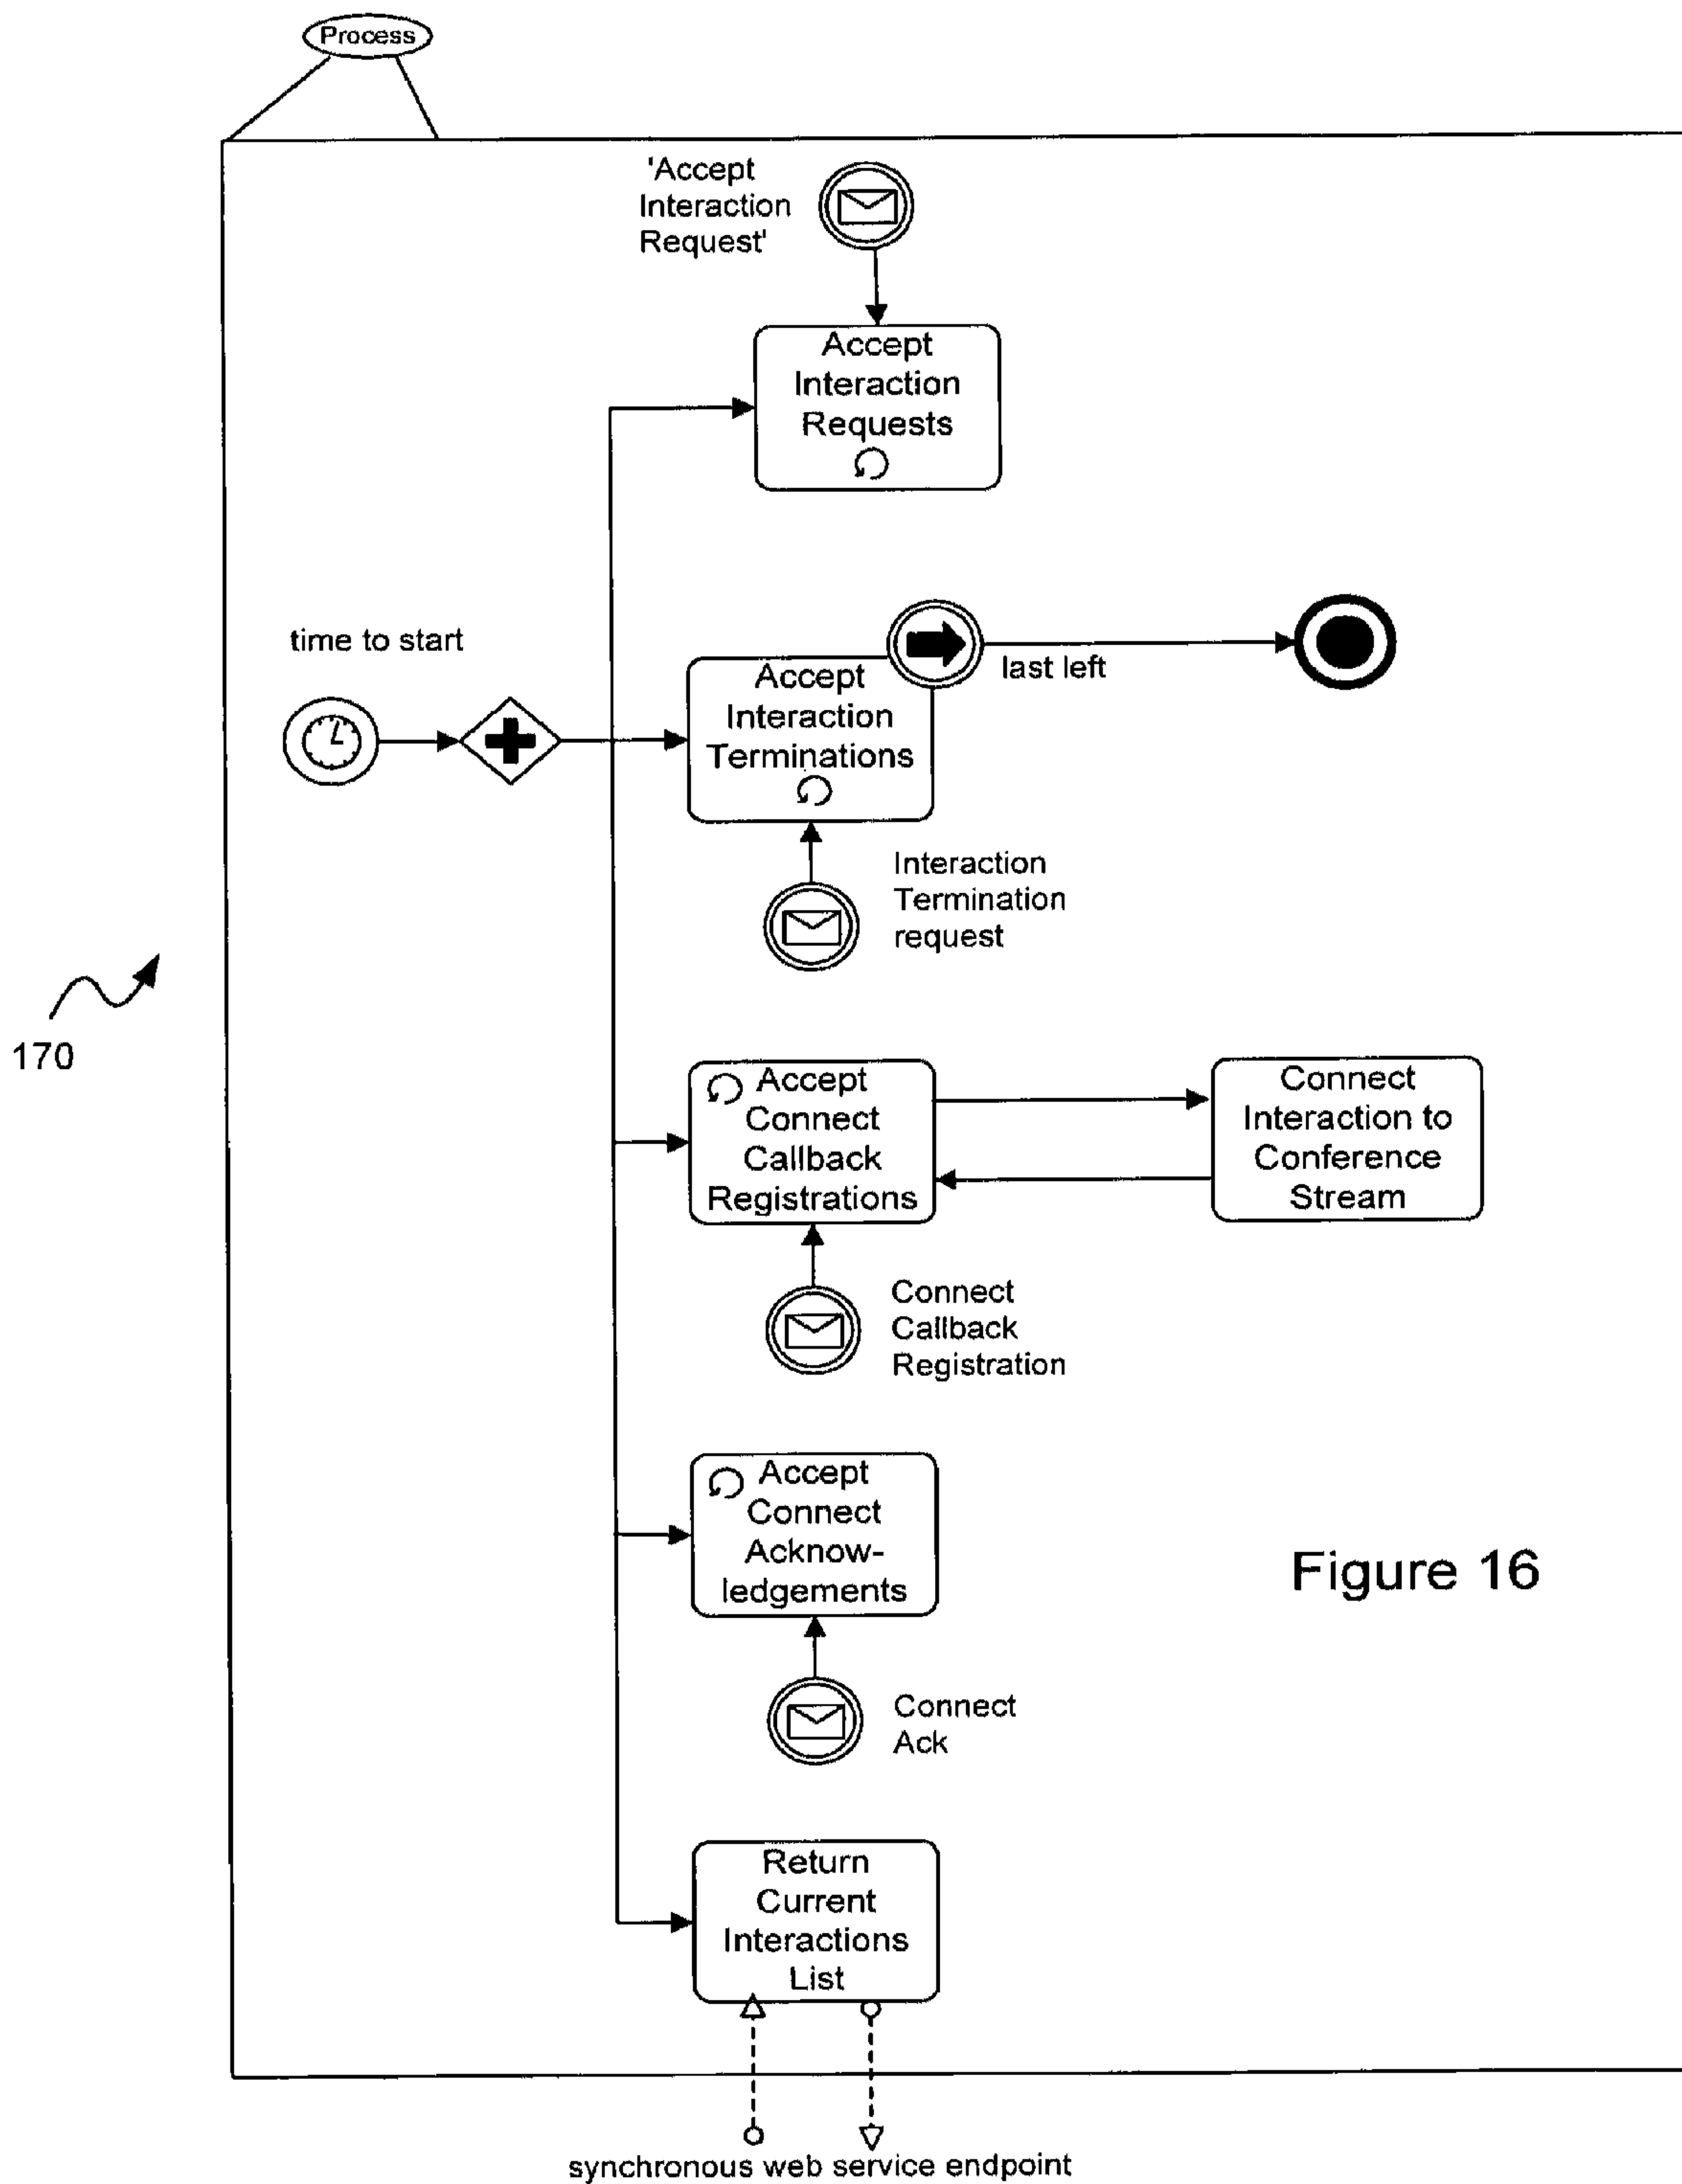 Process
'Accept
Interaction
Request'
Accept
Interaction
Requests
time to start
last left
Accept
Interaction
Terminations
Interaction
Termination
request
170
Accept
Connect
Callback
Registrations
Connect
Interaction to
Conference
Stream
Connect
Callback
Registration
Accept
Connect
Acknow-
ledgements
Figure 16
Connect
Ack
Return
Current
Interactions
List
synchronous web service endpoint